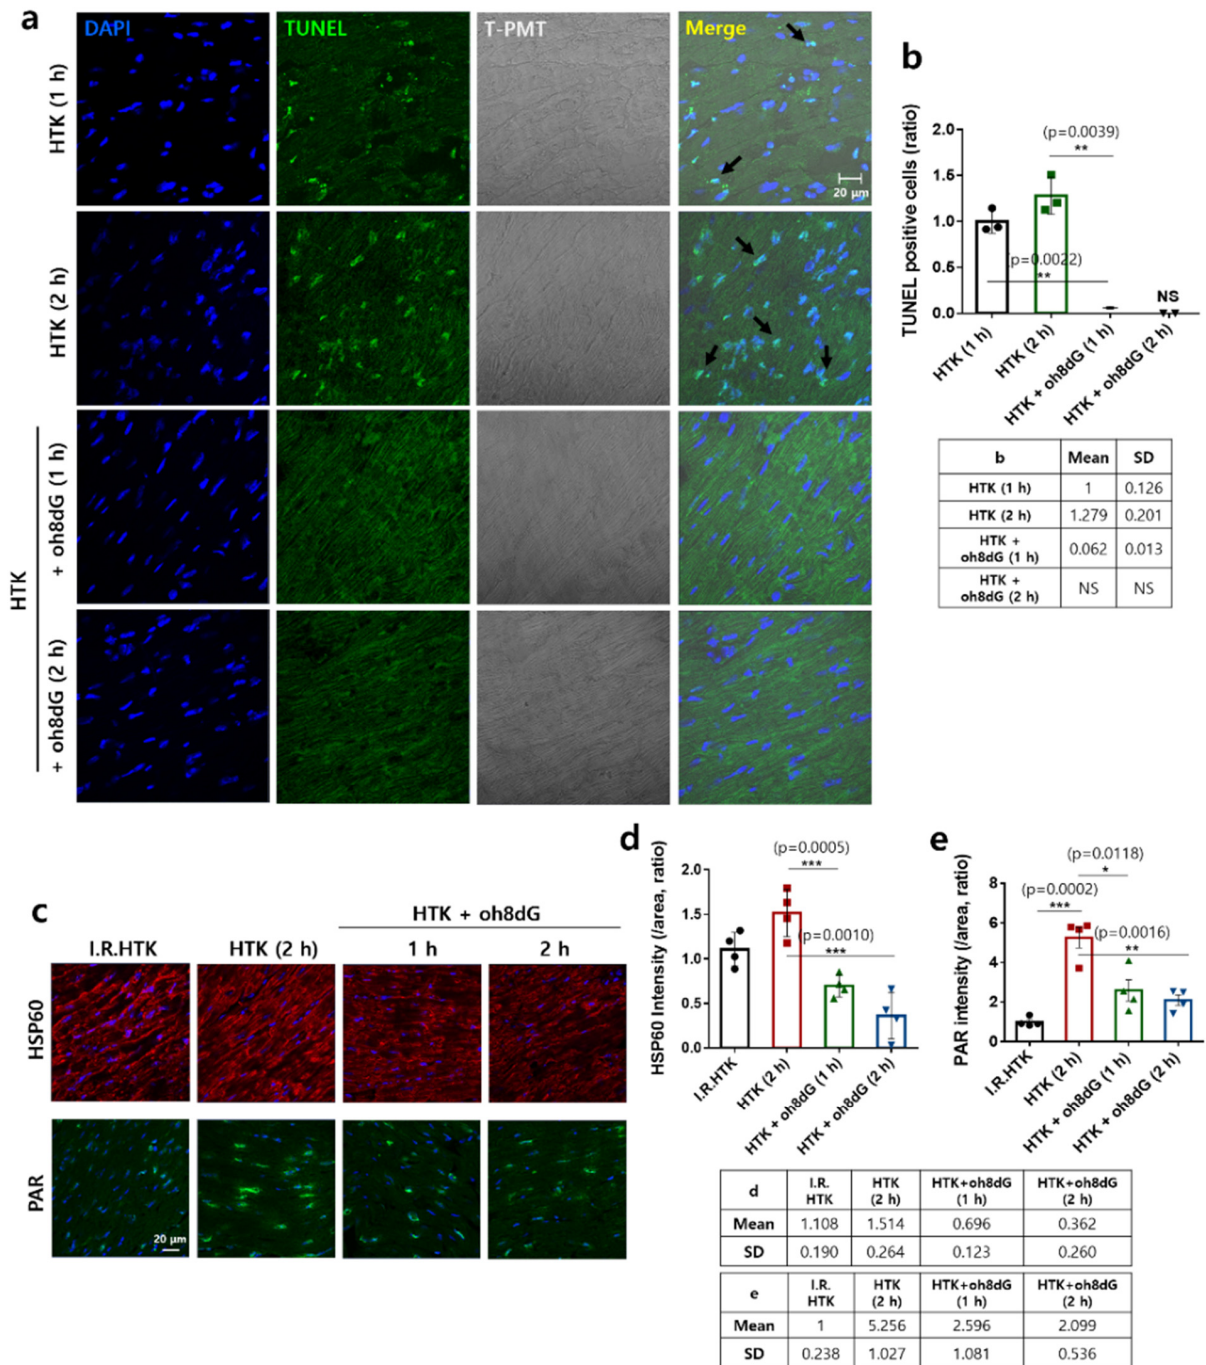 a
DAPI
TUNEL
T-PMT
Merge
HTK (1 h)
20 μm
HTK (2 h)
HTK
+ oh8dG (1 h)
+ oh8dG (2 h)
b
TUNEL positive cells (ratio)
2.0
1.5
1.0
0.5
0.0
(p=0.0039)
**
(p=0.0022)
**
NS
HTK (1 h)
HTK (2 h)
HTK + oh8dG (1 h)
HTK + oh8dG (2 h)
b Mean SD
HTK (1 h) 1 0.126
HTK (2 h) 1.279 0.201
HTK +
oh8dG (1 h) 0.062 0.013
HTK +
oh8dG (2 h) NS NS
c
HTK + oh8dG
I.R.HTK HTK (2 h) 1 h 2 h
HSP60
PAR
20 μm
d
HSP60 Intensity (/area, ratio)
2.0
1.5
1.0
0.5
0.0
(p=0.0005)
***
(p=0.0010)
***
I.R.HTK
HTK (2 h)
HTK + oh8dG (1 h)
HTK + oh8dG (2 h)
e
PAR intensity (/area, ratio)
8
6
4
2
0
(p=0.0118)
*
(p=0.0002)
***
(p=0.0016)
**
I.R.HTK
HTK (2 h)
HTK + oh8dG (1 h)
HTK + oh8dG (2 h)
d I.R. HTK HTK (2 h) HTK+oh8dG (1 h) HTK+oh8dG (2 h)
Mean 1.108 1.514 0.696 0.362
SD 0.190 0.264 0.123 0.260
e I.R. HTK HTK (2 h) HTK+oh8dG (1 h) HTK+oh8dG (2 h)
Mean 1 5.256 2.596 2.099
SD 0.238 1.027 1.081 0.536